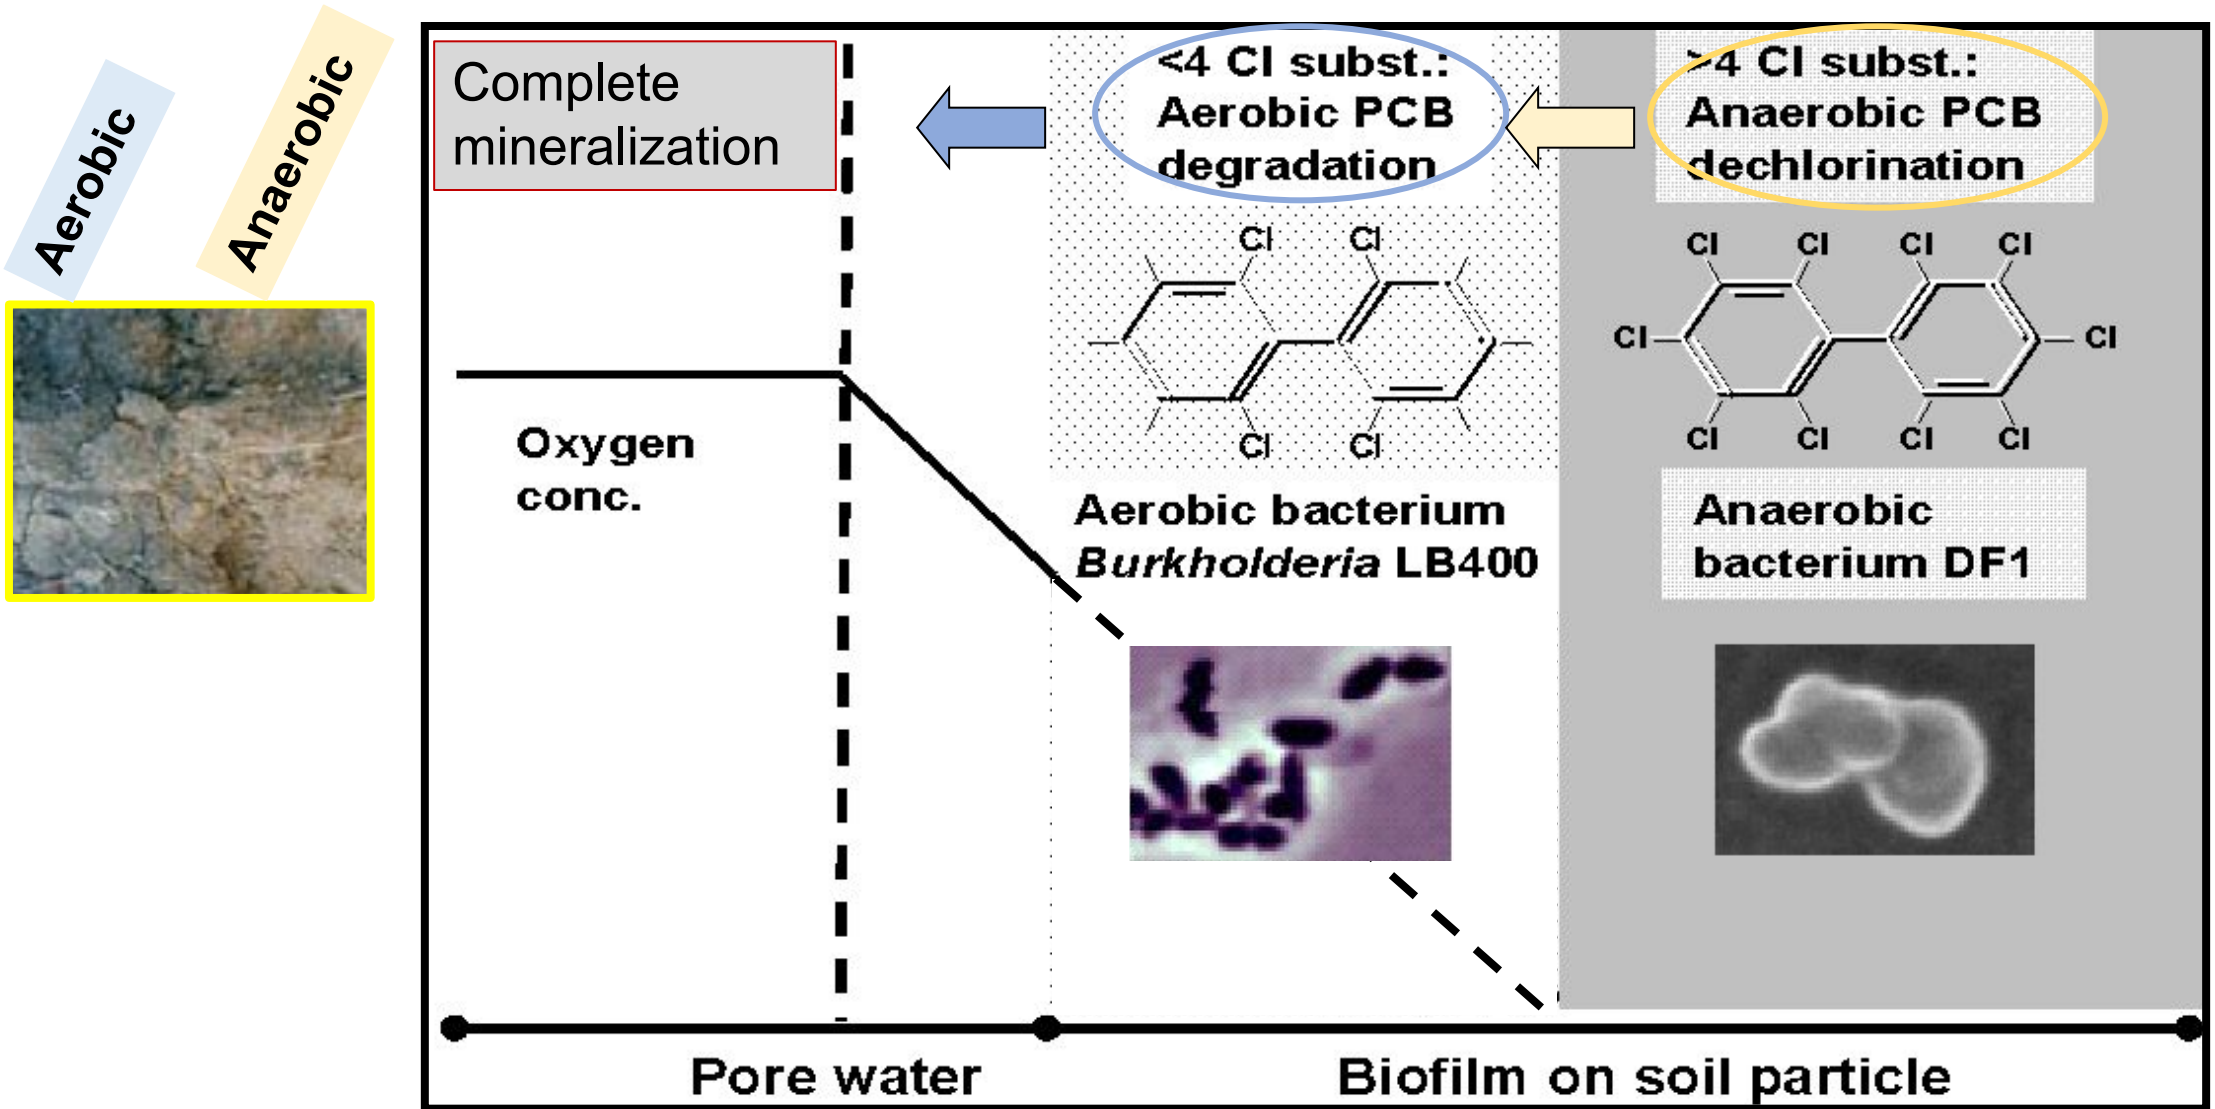 Aerobic
Anaerobic
Complete
mineralization
<4 Cl subst.:
Aerobic PCB
degradation
>4 Cl subst.:
Anaerobic PCB
dechlorination
Cl
Cl
Cl
Cl
Cl
Cl
Cl
Cl
Cl
Cl
Cl
Cl
Cl
Cl
Oxygen
conc.
Aerobic bacterium
Burkholderia LB400
Anaerobic
bacterium DF1
Pore water
Biofilm on soil particle